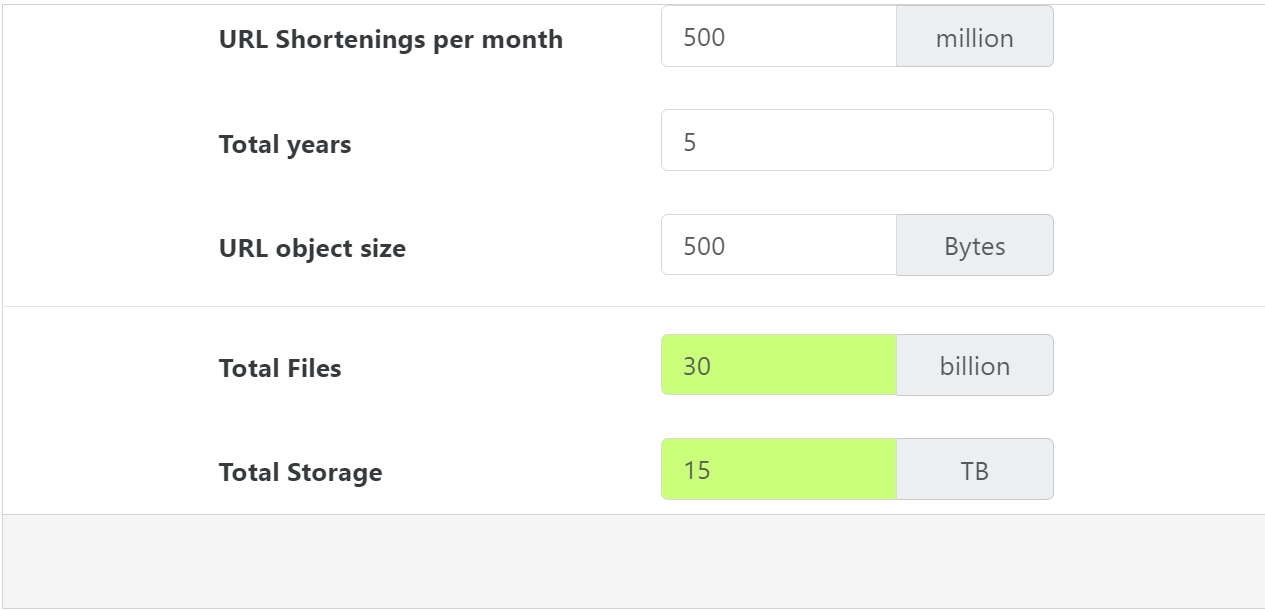 URL Shortenings per month 500 million
Total years 5
URL object size 500 Bytes
Total Files 30 billion
Total Storage 15 TB